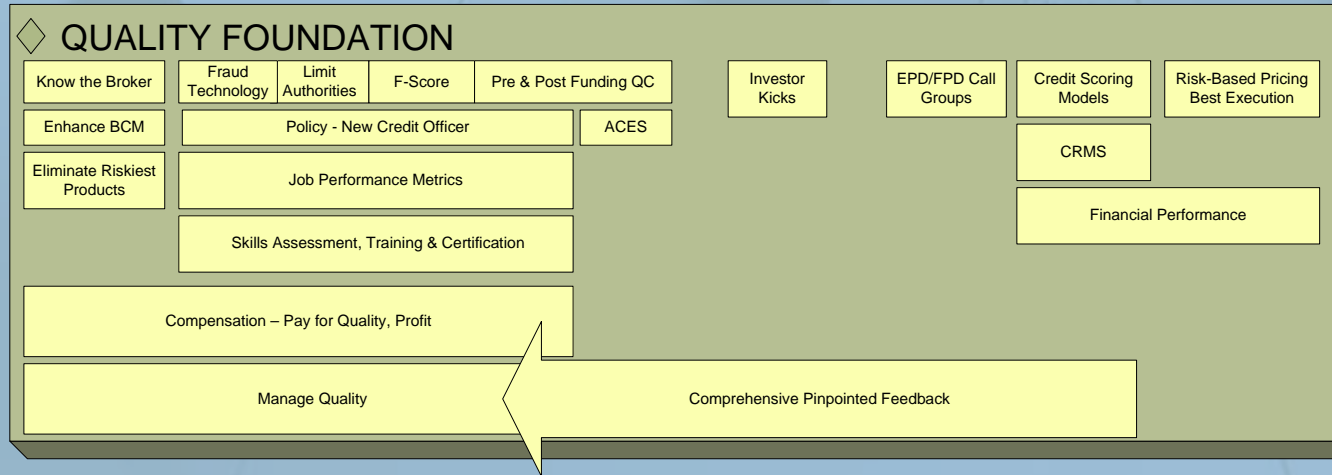 QUALITY FOUNDATION
Know the Broker
Fraud
Technology
Limit
Authorities
F-Score
Pre & Post Funding QC
Investor
Kicks
EPD/FPD Call
Groups
Credit Scoring
Models
Risk-Based Pricing
Best Execution
Enhance BCM
Policy - New Credit Officer
ACES
CRMS
Eliminate Riskiest
Products
Job Performance Metrics
Financial Performance
Skills Assessment, Training & Certification
Compensation – Pay for Quality, Profit
Manage Quality
Comprehensive Pinpointed Feedback